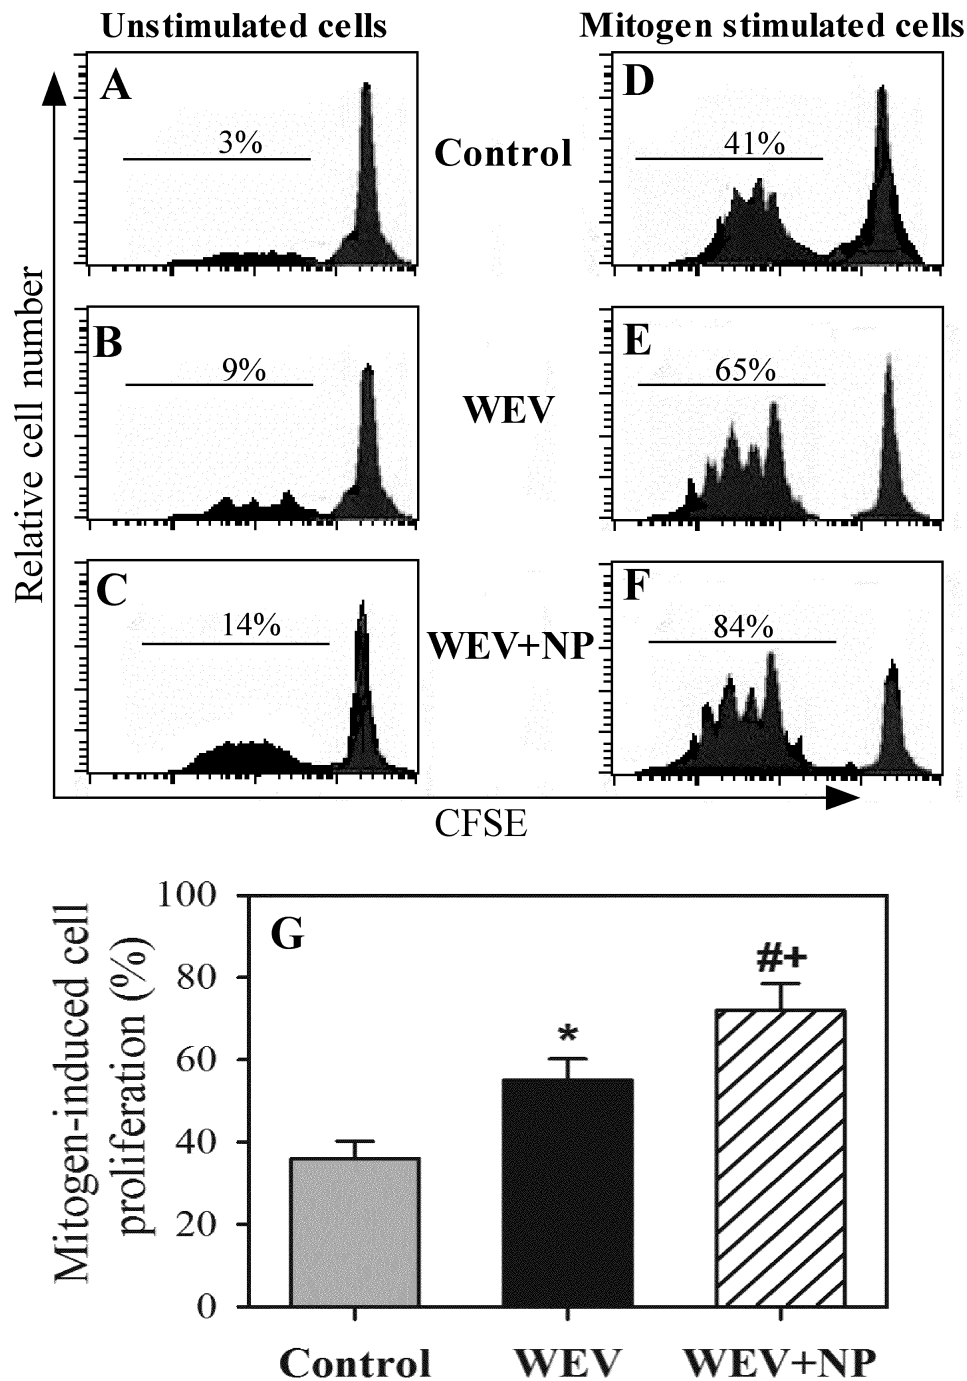 Unstimulated cells
Mitogen stimulated cells
A
3%
Control
D
41%
B
9%
WEV
E
65%
C
14%
WEV+NP
F
84%
Relative cell number
CFSE
G
Mitogen-induced cell
proliferation (%)
100
80
60
40
20
0
*
#+
Control
WEV
WEV+NP